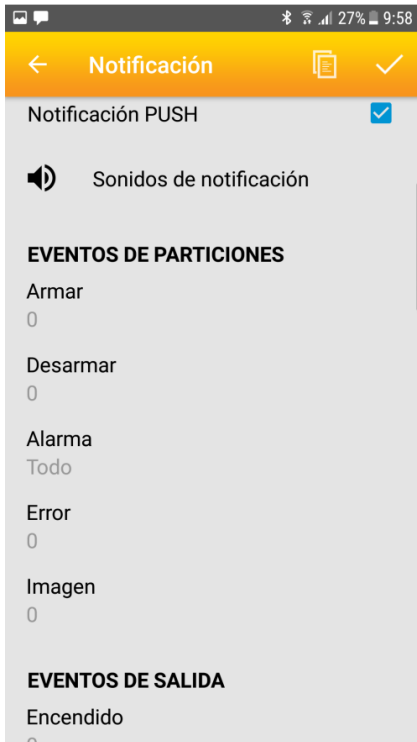 27% 9:58
Notificación
Notificación PUSH
Sonidos de notificación
EVENTOS DE PARTICIONES
Armar
0
Desarmar
0
Alarma
Todo
Error
0
Imagen
0
EVENTOS DE SALIDA
Encendido